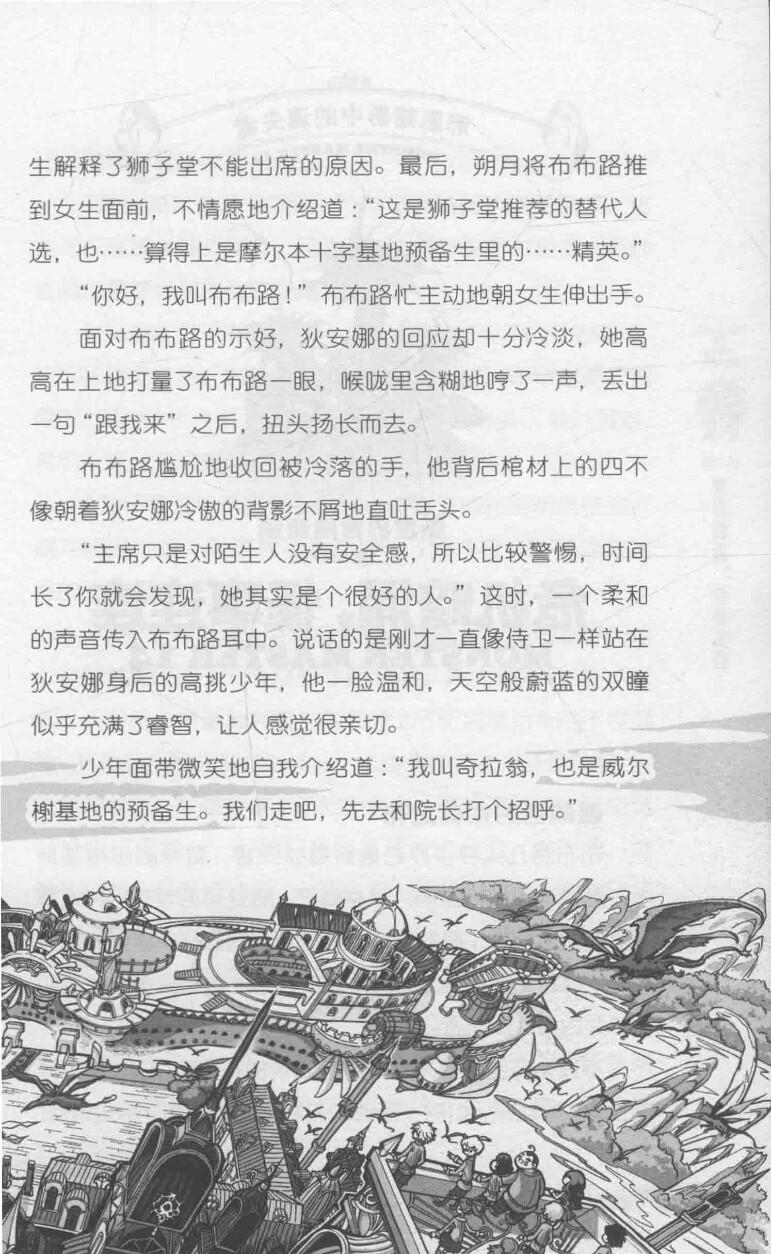 生解释了狮子堂不能出席的原因。最后，朔月将布布路推
到女生面前，不情愿地介绍道：“这是狮子堂推荐的替代人
选，也……算得上是摩尔本十字基地预备生里的……精英。”
“你好，我叫布布路！”布布路忙主动地朝女生伸出手。
面对布布路的示好，狄安娜的回应却十分冷淡，她高
高在上地打量了布布路一眼，喉咙里含糊地哼了一声，丢出
一句“跟我来”之后，扭头扬长而去。
布布路尴尬地收回被冷落的手，他背后棺材上的四不
像朝着狄安娜冷傲的背影不屑地直吐舌头。
“主席只是对陌生人没有安全感，所以比较警惕，时间
长了你就会发现，她其实是个很好的人。”这时，一个柔和
的声音传入布布路耳中。说话的是刚才一直像侍卫一样站在
狄安娜身后的高挑少年，他一脸温和，天空般蔚蓝的双瞳
似乎充满了睿智，让人感觉很亲切。
少年面带微笑地自我介绍道：“我叫奇拉翁，也是威尔
榭基地的预备生。我们走吧，先去和院长打个招呼。”